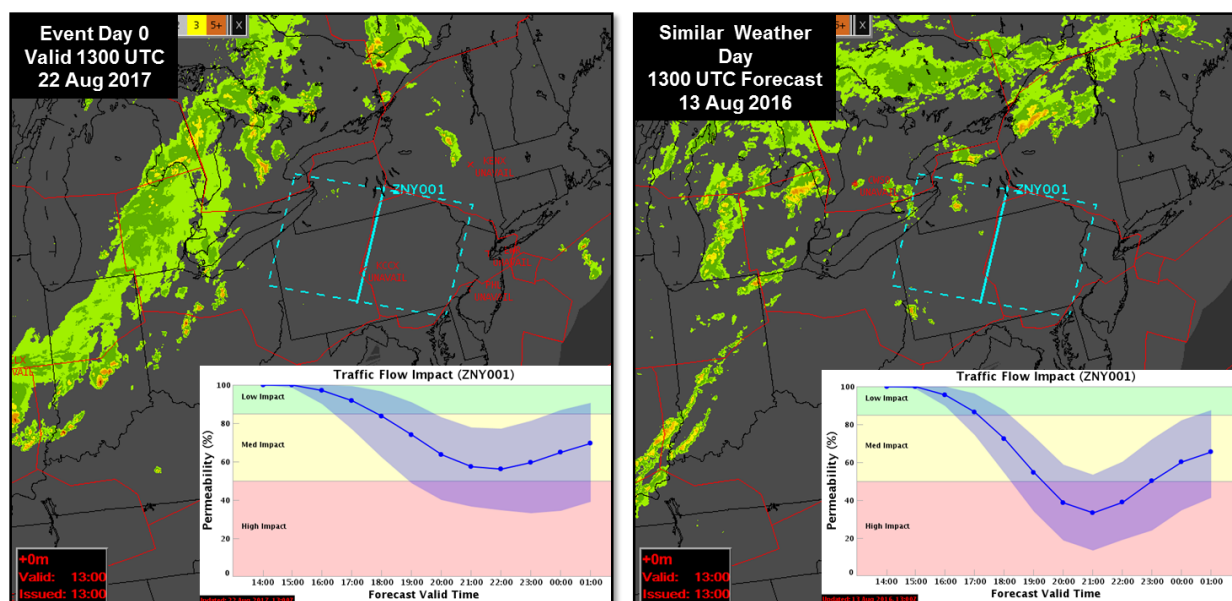 3 5+ X
Event Day 0
Valid 1300 UTC
22 Aug 2017
ZNY001
Traffic Flow Impact (ZNY001)
Permeability (%)
100
80
60
40
20
0
Low Impact
Med Impact
High Impact
14:00 15:00 16:00 17:00 18:00 19:00 20:00 21:00 22:00 23:00 00:00 01:00
Forecast Valid Time
+0m
Valid: 13:00
Issued: 13:00
5+ X
Similar Weather
Day
1300 UTC Forecast
13 Aug 2016
ZNY001
Traffic Flow Impact (ZNY001)
Permeability (%)
100
80
60
40
20
0
Low Impact
Med Impact
High Impact
14:00 15:00 16:00 17:00 18:00 19:00 20:00 21:00 22:00 23:00 00:00 01:00
Forecast Valid Time
+0m
Valid: 13:00
Issued: 13:00